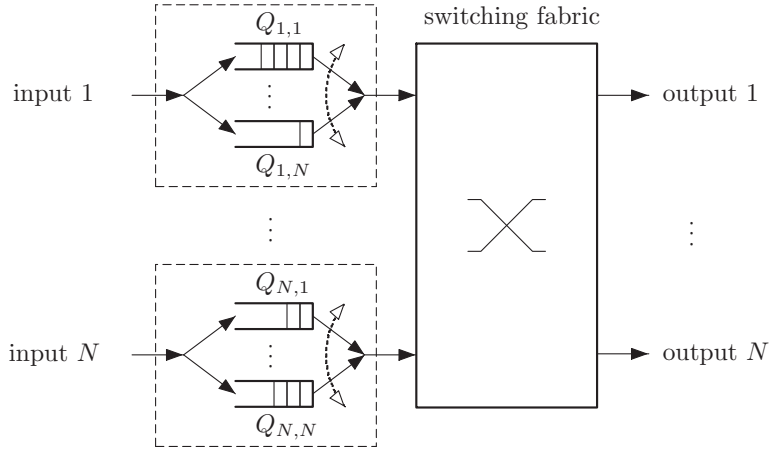 switching fabric
Q_{1,1}
input 1
⋮
Q_{1,N}
output 1
⋮
⋮
Q_{N,1}
input N
⋮
Q_{N,N}
output N